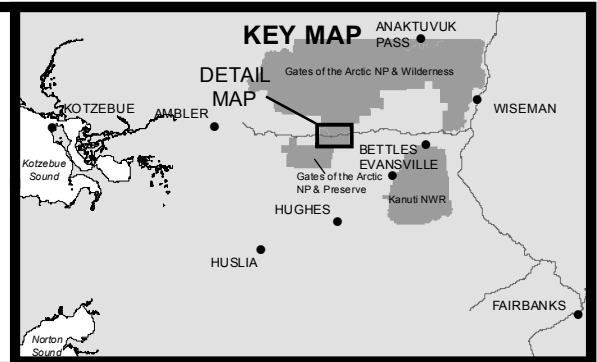 KEY MAP
ANAKTUVUK
PASS
DETAIL
MAP
Gates of the Arctic NP & Wilderness
KOTZEBUE
AMBLER
WISEMAN
BETTLES
EVANSVILLE
Kotzebue
Sound
Gates of the Arctic
NP & Preserve
Kanuti NWR
HUGHES
HUSLIA
FAIRBANKS
Norton
Sound